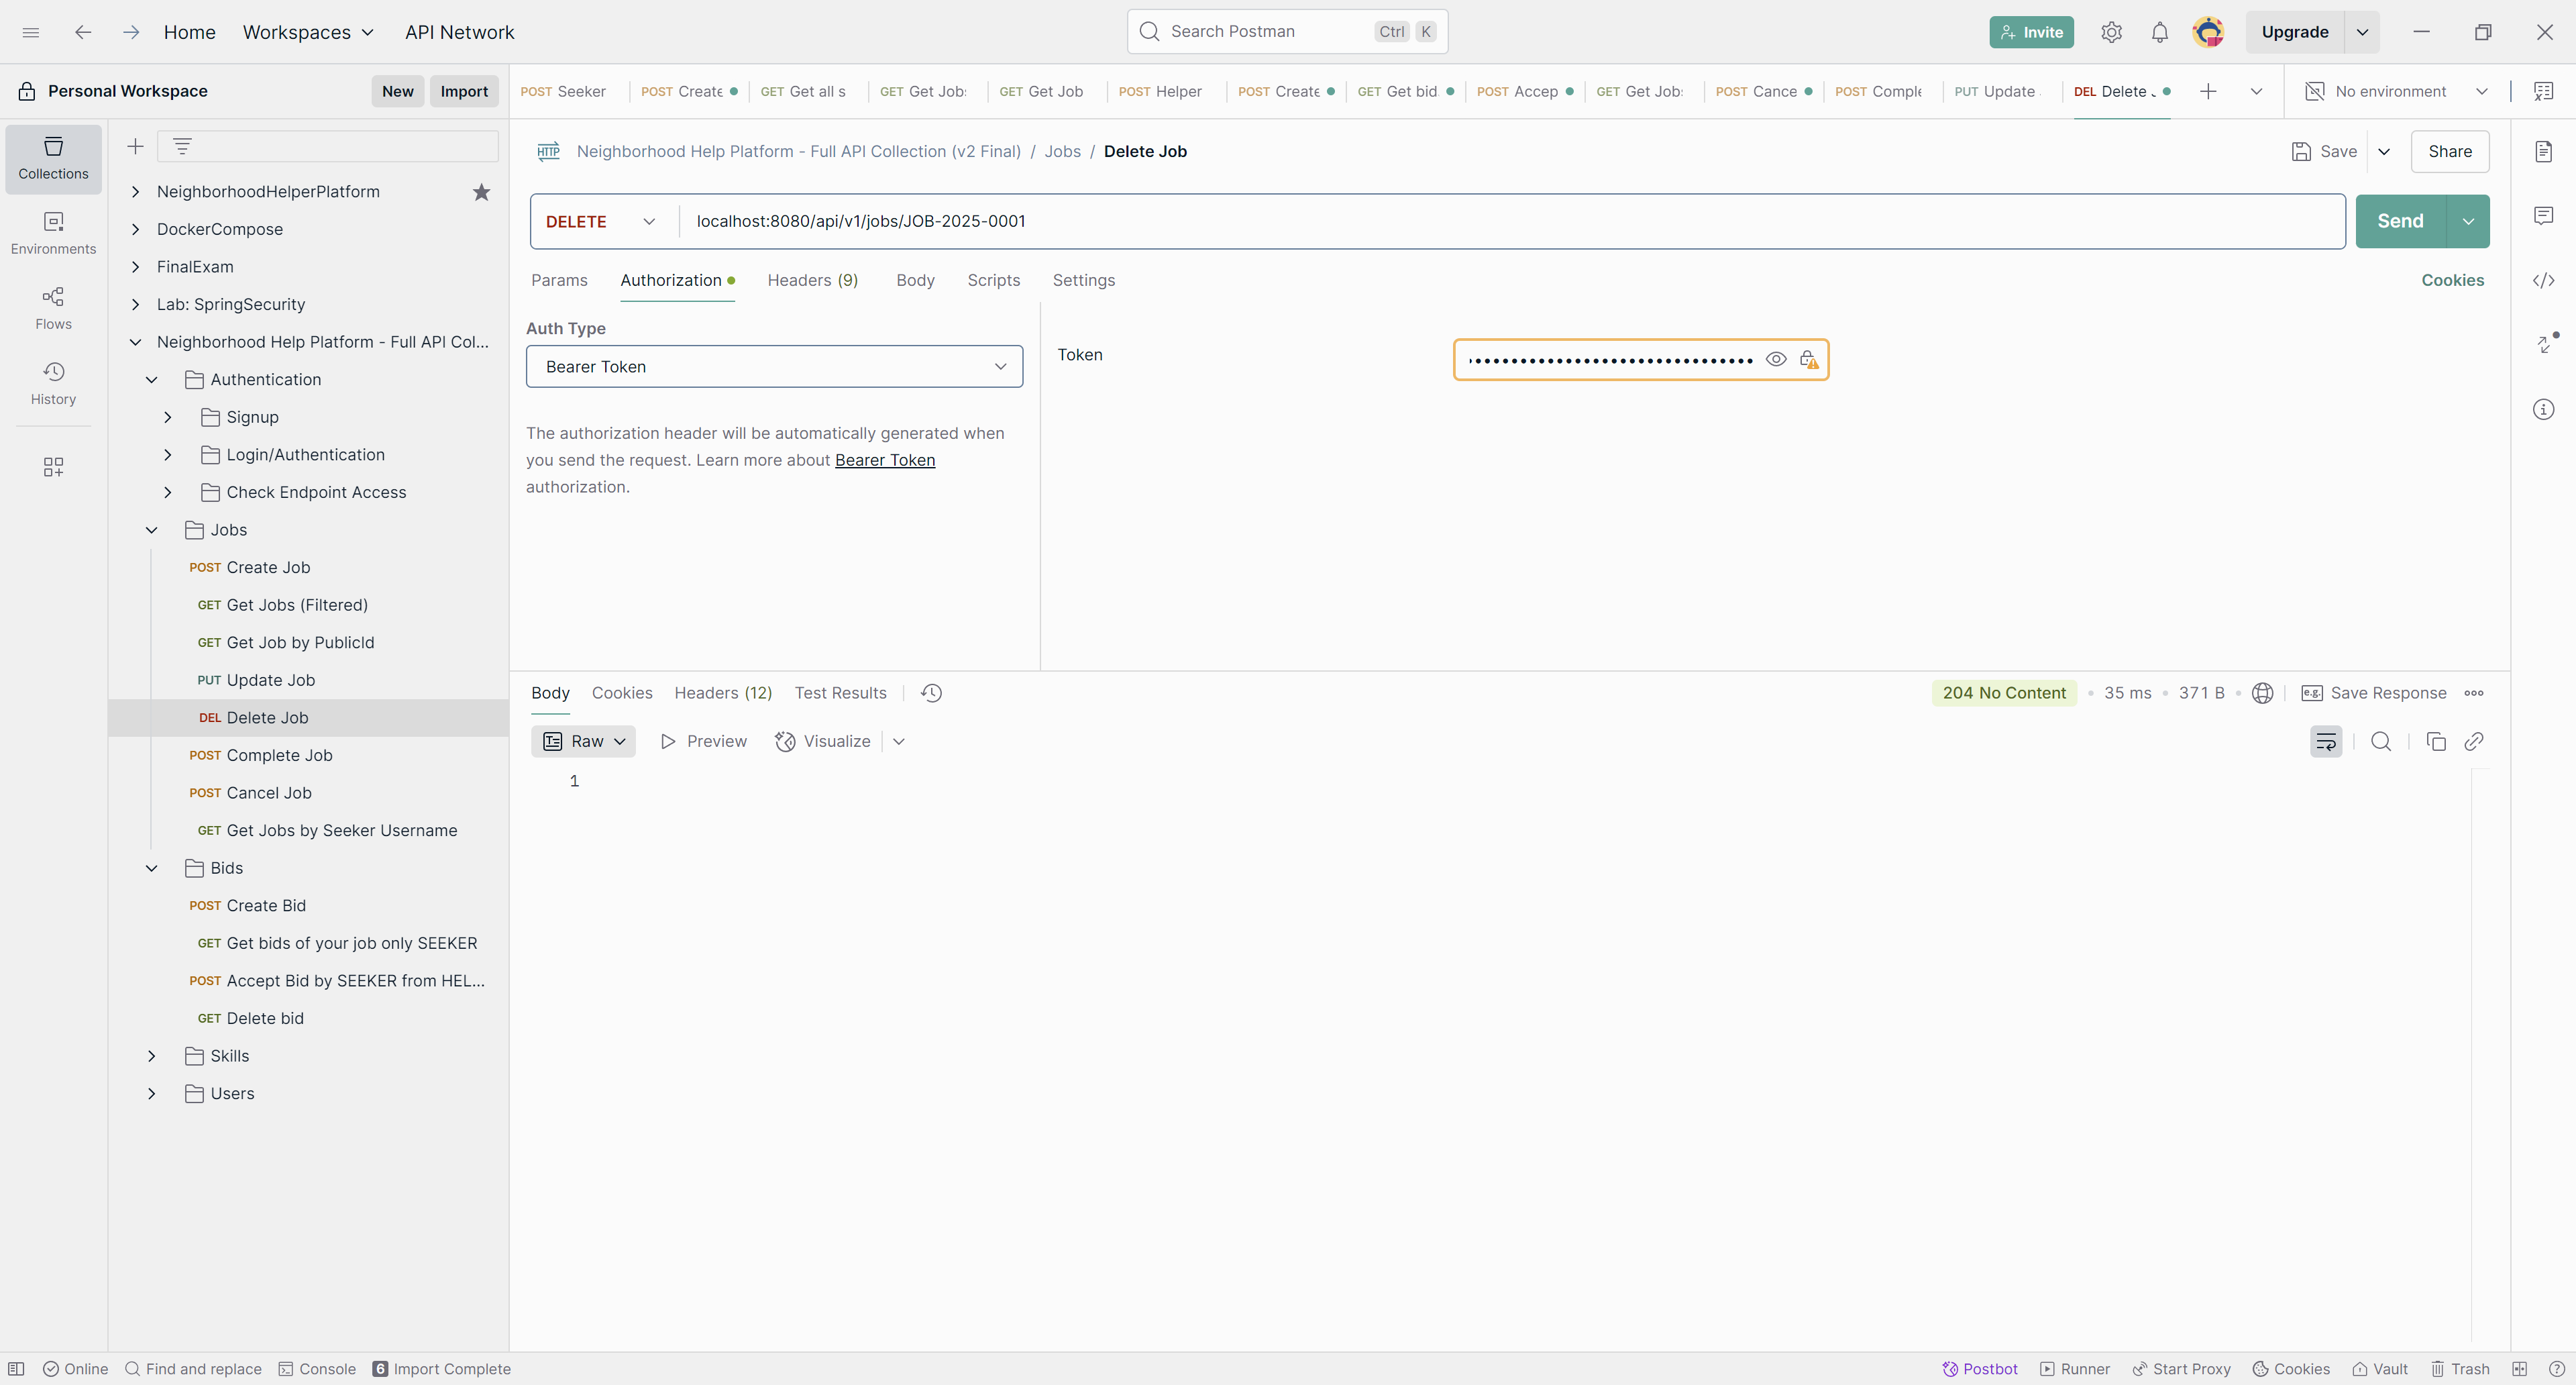 Home Workspaces API Network Search Postman Ctrl K Invite Upgrade
Personal Workspace New Import
POST Seeker POST Create GET Get all s GET Get Job: GET Get Job POST Helper POST Create GET Get bid POST Accep GET Get Job: POST Cance POST Comple PUT Update DEL Delete No environment
Collections
Environments
Flows
History
NeighborhoodHelperPlatform
DockerCompose
FinalExam
Lab: SpringSecurity
Neighborhood Help Platform - Full API Col...
Authentication
Signup
Login/Authentication
Check Endpoint Access
Jobs
POST Create Job
GET Get Jobs (Filtered)
GET Get Job by PublicId
PUT Update Job
DEL Delete Job
POST Complete Job
POST Cancel Job
GET Get Jobs by Seeker Username
Bids
POST Create Bid
GET Get bids of your job only SEEKER
POST Accept Bid by SEEKER from HEL...
GET Delete bid
Skills
Users
HTTP Neighborhood Help Platform - Full API Collection (v2 Final) / Jobs / Delete Job Save Share
DELETE localhost:8080/api/v1/jobs/JOB-2025-0001 Send
Params Authorization Headers (9) Body Scripts Settings Cookies
Auth Type
Bearer Token
The authorization header will be automatically generated when
you send the request. Learn more about Bearer Token
authorization.
Token
Body Cookies Headers (12) Test Results 204 No Content • 35 ms • 371 B • e.g. Save Response
Raw Preview Visualize
1
Online Find and replace Console 6 Import Complete Postbot Runner Start Proxy Cookies Vault Trash